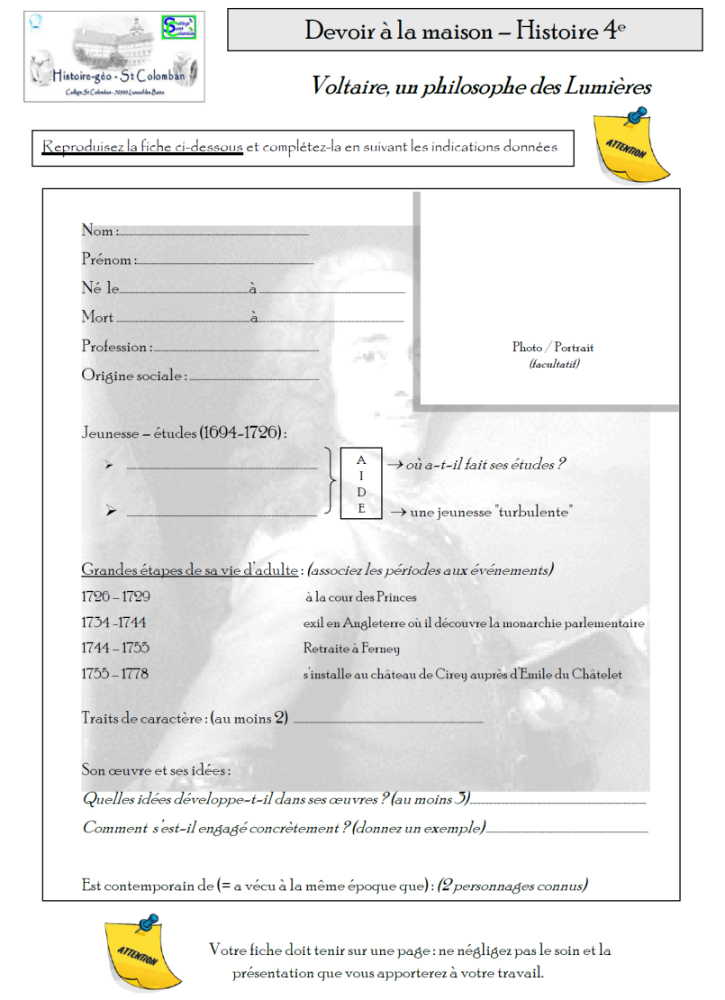 Collège
Saint
Colomban
Histoire-géo - St Colomban
Collège St Colomban - 70300 Luxeuil-les-Bains
Devoir à la maison – Histoire 4e
Voltaire, un philosophe des Lumières
Reproduisez la fiche ci-dessous et complétez-la en suivant les indications données
ATTENTION
Nom :
Prénom :
Né le à
Mort à
Profession :
Origine sociale :
Photo / Portrait
(facultatif)
Jeunesse – études (1694-1726) :
A
I
D
E
→ où a-t-il fait ses études ?
→ une jeunesse "turbulente"
Grandes étapes de sa vie d'adulte : (associez les périodes aux événements)
1726 – 1729 à la cour des Princes
1734 -1744 exil en Angleterre où il découvre la monarchie parlementaire
1744 – 1755 Retraite à Ferney
1755 – 1778 s'installe au château de Cirey auprès d'Emile du Châtelet
Traits de caractère : (au moins 2)
Son œuvre et ses idées :
Quelles idées développe-t-il dans ses œuvres ? (au moins 3)
Comment s'est-il engagé concrètement ? (donnez un exemple)
Est contemporain de (= a vécu à la même époque que) : (2 personnages connus)
ATTENTION
Votre fiche doit tenir sur une page : ne négligez pas le soin et la
présentation que vous apporterez à votre travail.